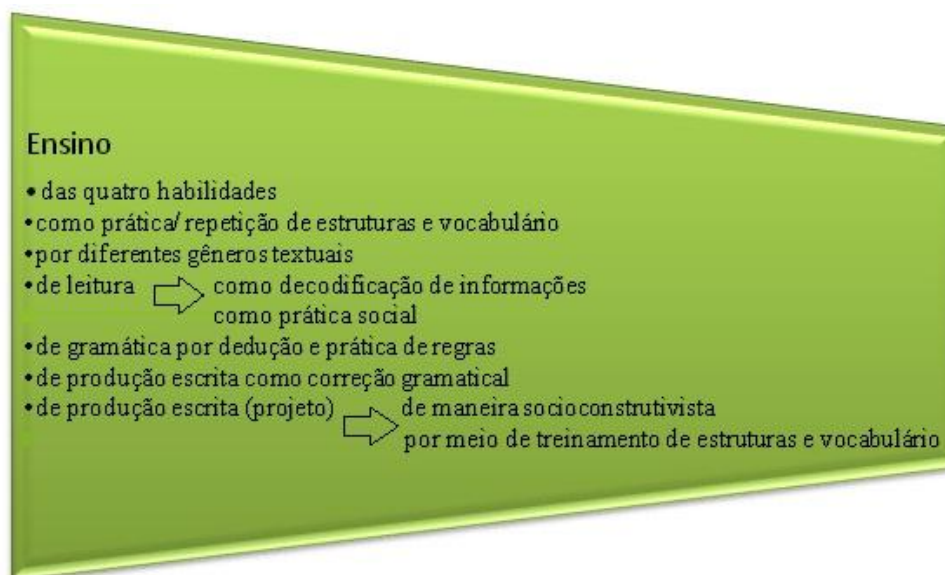 Ensino
• das quatro habilidades
•como prática/ repetição de estruturas e vocabulário
•por diferentes gêneros textuais
•de leitura como decodificação de informações
como prática social
•de gramática por dedução e prática de regras
•de produção escrita como correção gramatical
•de produção escrita (projeto) de maneira socioconstrutivista
por meio de treinamento de estruturas e vocabulário